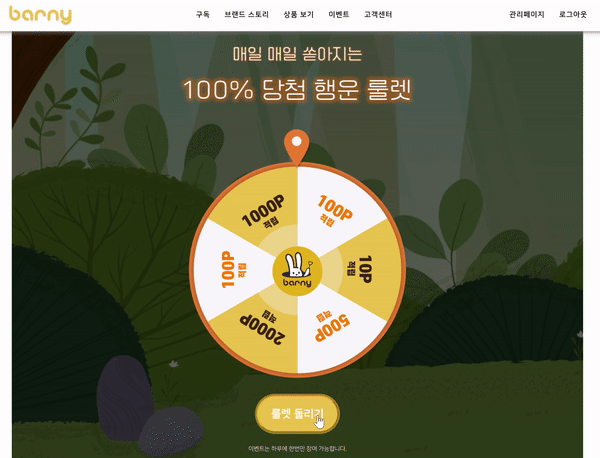 barny
구독 브랜드 스토리 상품 보기 이벤트 고객센터 관리페이지 로그아웃
매일 매일 쏟아지는
100% 당첨 행운 룰렛
1000P
적립
100P
적립
100P
적립
10P
적립
barny
2000P
적립
500P
적립
룰렛 돌리기
이벤트는 하루에 한번만 참여 가능합니다.